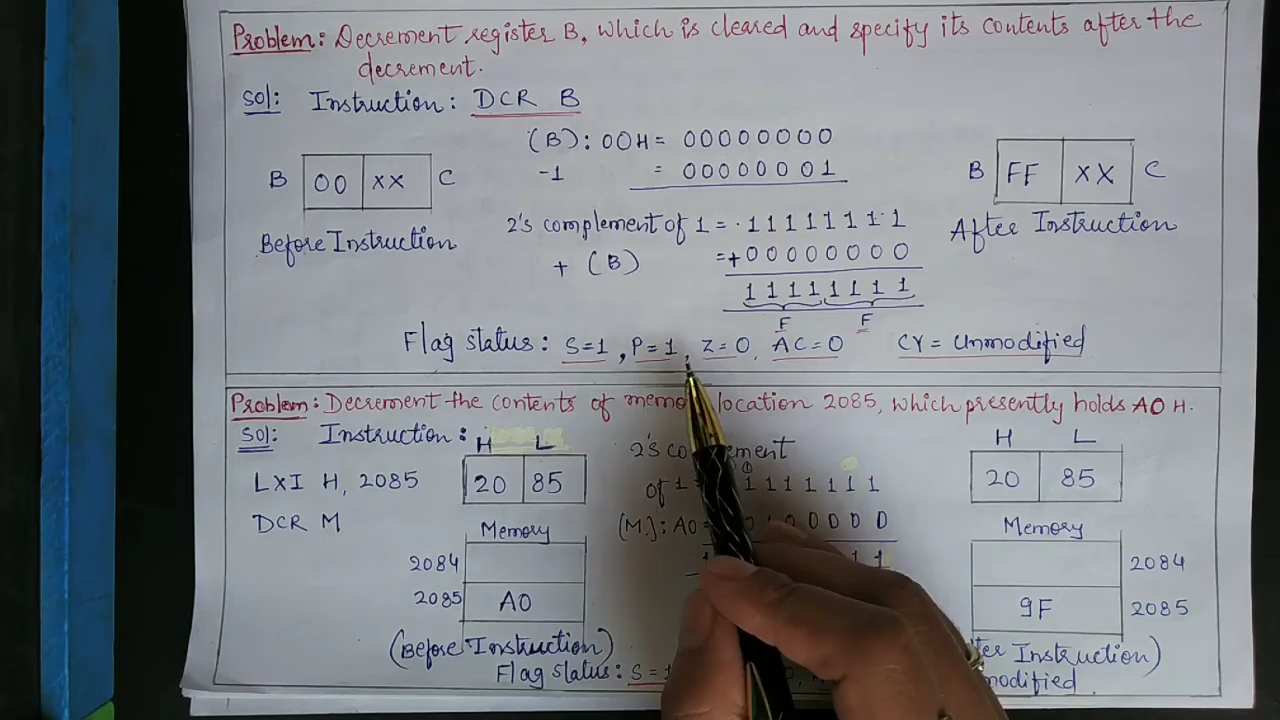 Problem: Decrement register B, which is cleared and specify its contents after the
decrement.
Sol: Instruction: DCR B
(B): 00H = 00000000
-1 = 00000001
B 00 XX C
Before Instruction
2's complement of 1 = 11111111
+ (B) =+00000000
11111111
F F
B FF XX C
After Instruction
Flag status: S=1, P=1, Z=0, AC=0 CY = Unmodified
Problem: Decrement the contents of location 2085, which presently holds A0 H.
Sol: Instruction:
LXI H, 2085
DCR M
H L
20 85
Memory
2084
2085 A0
(Before Instruction)
2's
of 1 1111111
(M): A0 0000
11
H L
20 85
Memory
2084
9F 2085
Instruction)
Flag status: S=